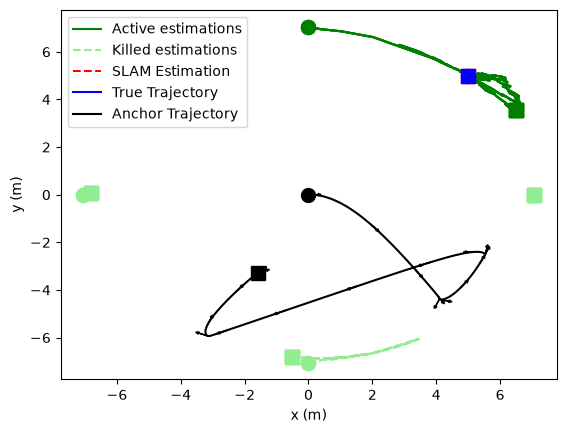 Active estimations
Killed estimations
SLAM Estimation
True Trajectory
Anchor Trajectory
y (m)
6
4
2
0
−2
−4
−6
−6
−4
−2
0
2
4
6
x (m)